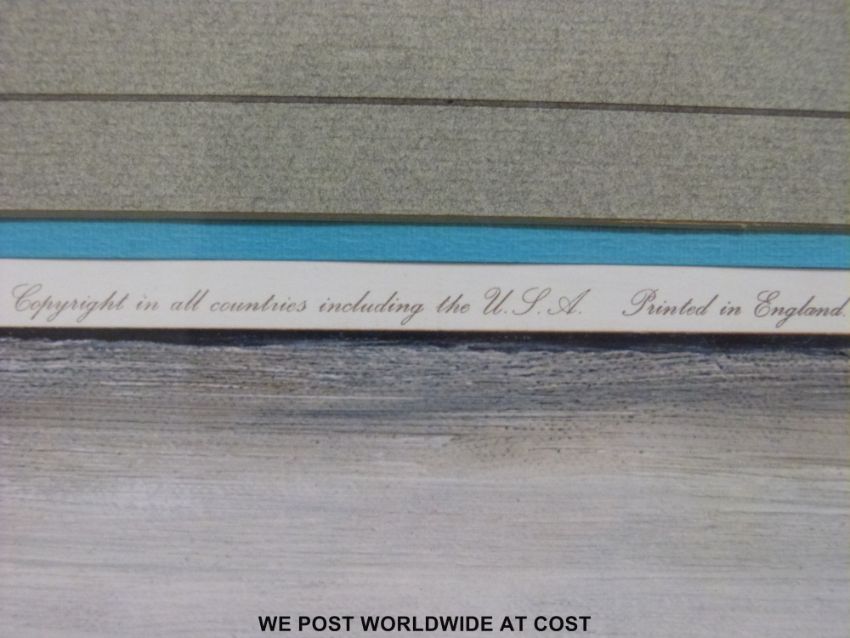 Copyright in all countries including the U.S.A. Printed in England.
WE POST WORLDWIDE AT COST